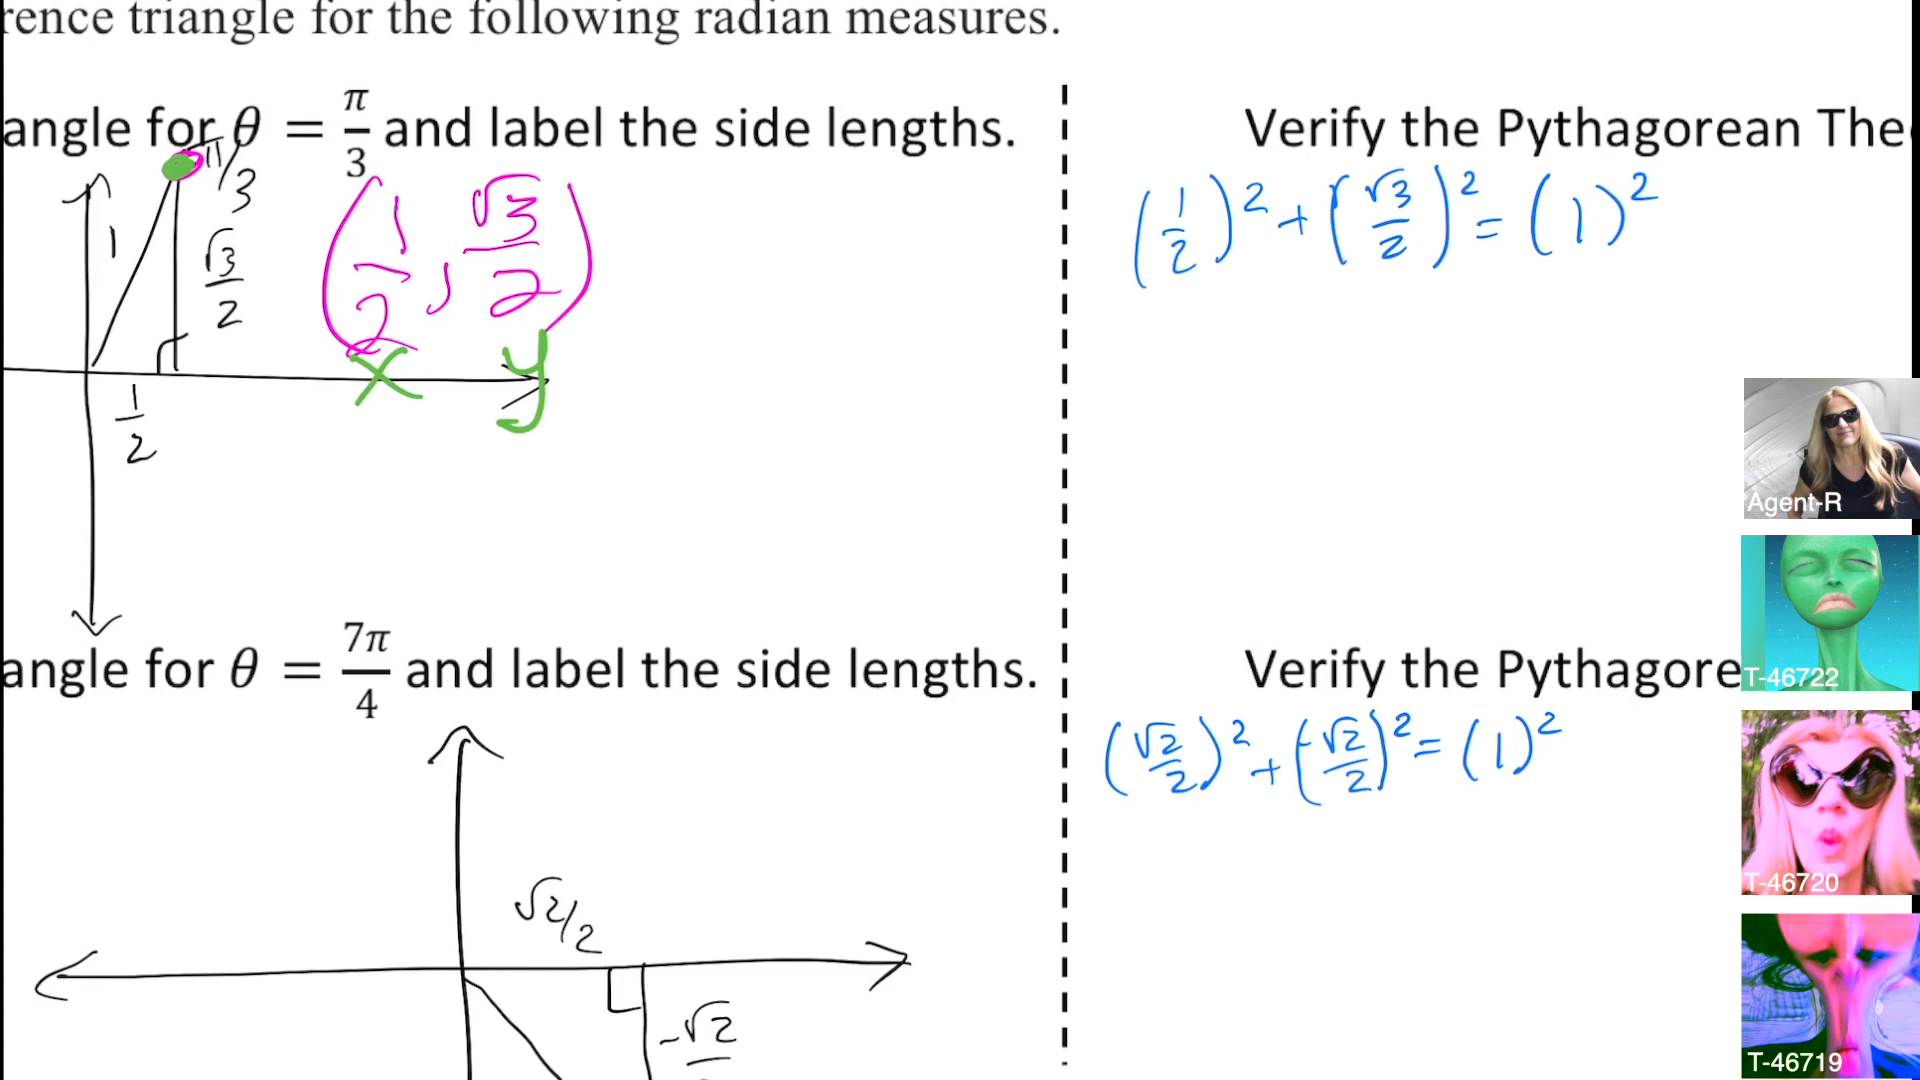 rence triangle for the following radian measures.
angle for θ = π/3 and label the side lengths.
π/3
1
√3/2
1/2
(1/2, √3/2)
x y
Verify the Pythagorean The
(1/2)² + (√3/2)² = (1)²
Agent-R
T-46722
T-46720
T-46719
angle for θ = 7π/4 and label the side lengths.
√2/2
-√2
Verify the Pythagore
(√2/2)² + (-√2/2)² = (1)²